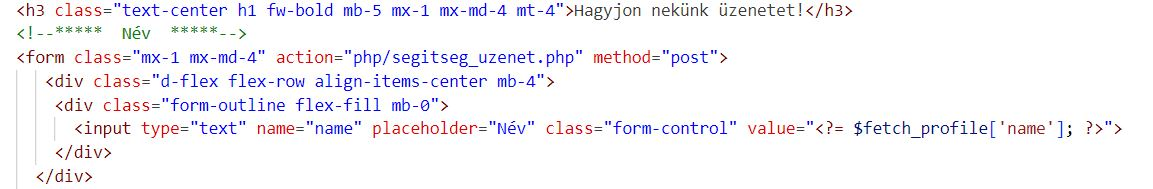 <h3 class="text-center h1 fw-bold mb-5 mx-1 mx-md-4 mt-4">Hagyjon nekünk üzenetet!</h3>
<!--***** Név *****-->
<form class="mx-1 mx-md-4" action="php/segitseg_uzenet.php" method="post">
<div class="d-flex flex-row align-items-center mb-4">
<div class="form-outline flex-fill mb-0">
<input type="text" name="name" placeholder="Név" class="form-control" value="<?= $fetch_profile['name']; ?>">
</div>
</div>